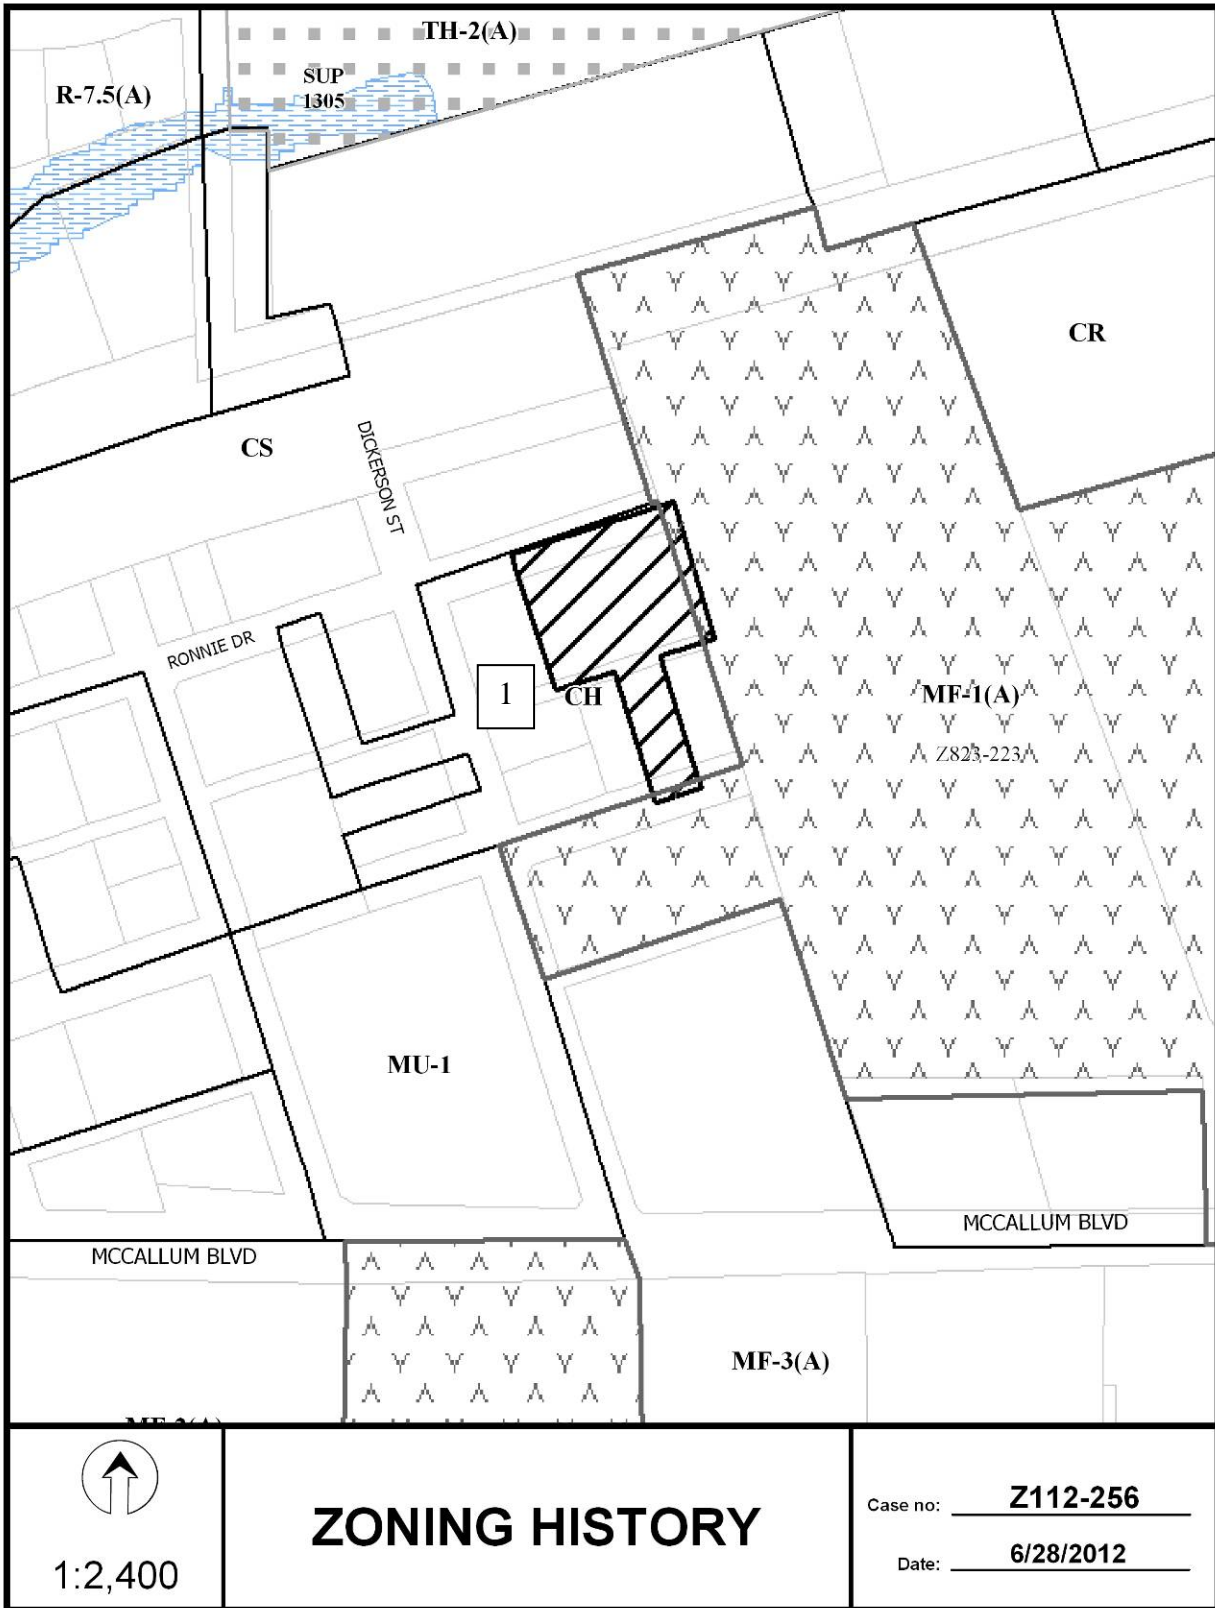 TH-2(A)
R-7.5(A)
SUP
1305
CR
CS
DICKERSON ST
RONNIE DR
1
CH
MF-1(A)
Z823-223
MU-1
MCCALLUM BLVD
MCCALLUM BLVD
MF-3(A)
1:2,400
ZONING HISTORY
Case no: Z112-256
Date: 6/28/2012